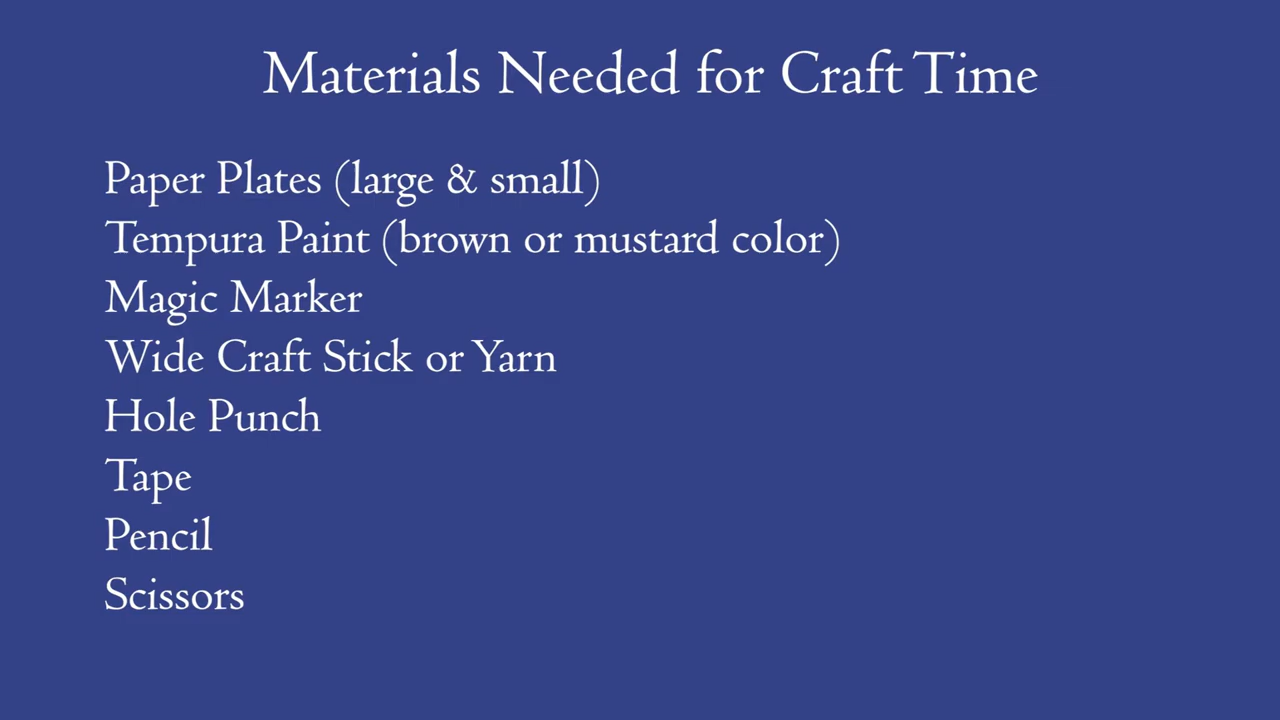 Materials Needed for Craft Time
Paper Plates (large & small)
Tempura Paint (brown or mustard color)
Magic Marker
Wide Craft Stick or Yarn
Hole Punch
Tape
Pencil
Scissors